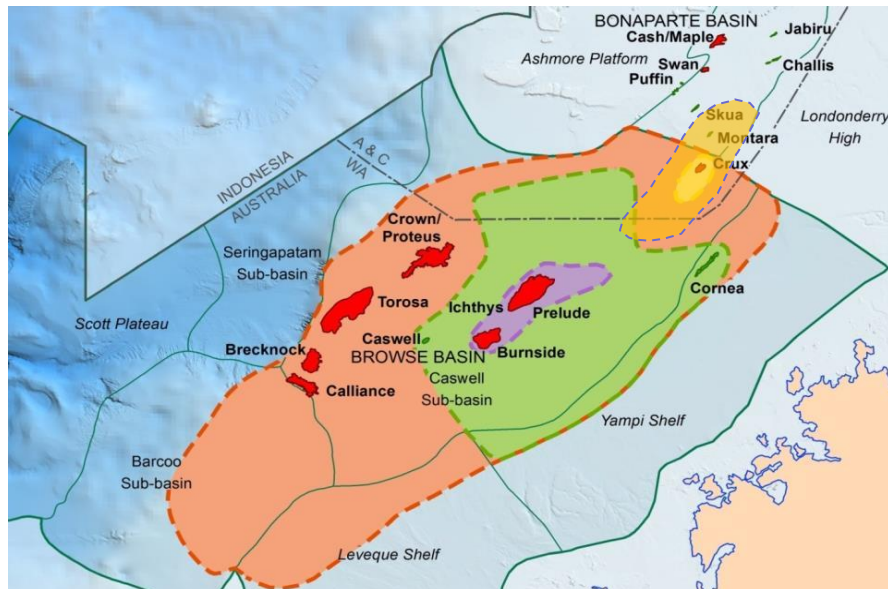 BONAPARTE BASIN
Cash/Maple
Jabiru
Ashmore Platform
Swan
Challis
Puffin
Skua
Londonderry
High
Montara
Crux
INDONESIA
AUSTRALIA
A & C
WA
Crown/
Proteus
Seringapatam
Sub-basin
Cornea
Torosa
Ichthys
Prelude
Scott Plateau
Caswell
Brecknock
BROWSE BASIN
Burnside
Caswell
Sub-basin
Calliance
Yampi Shelf
Barcoo
Sub-basin
Leveque Shelf